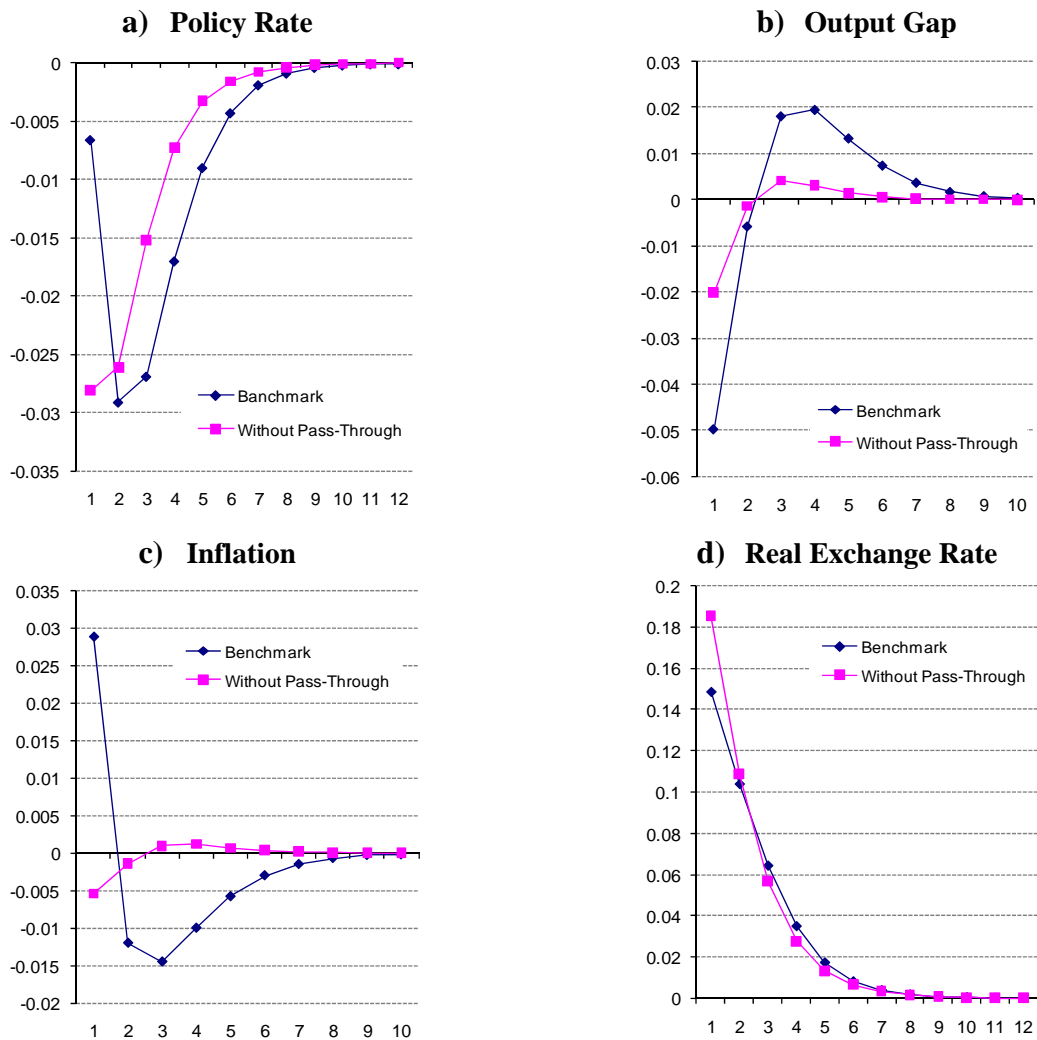 a) Policy Rate
0
-0.005
-0.01
-0.015
-0.02
-0.025
-0.03
-0.035
Banchmark
Without Pass-Through
1 2 3 4 5 6 7 8 9 10 11 12
b) Output Gap
0.03
0.02
0.01
0
-0.01
-0.02
-0.03
-0.04
-0.05
-0.06
Benchmark
Without Pass-Through
1 2 3 4 5 6 7 8 9 10
c) Inflation
0.035
0.03
0.025
0.02
0.015
0.01
0.005
0
-0.005
-0.01
-0.015
-0.02
Benchmark
Without Pass-Through
1 2 3 4 5 6 7 8 9 10
d) Real Exchange Rate
0.2
0.18
0.16
0.14
0.12
0.1
0.08
0.06
0.04
0.02
0
Benchmark
Without Pass-Through
1 2 3 4 5 6 7 8 9 10 11 12